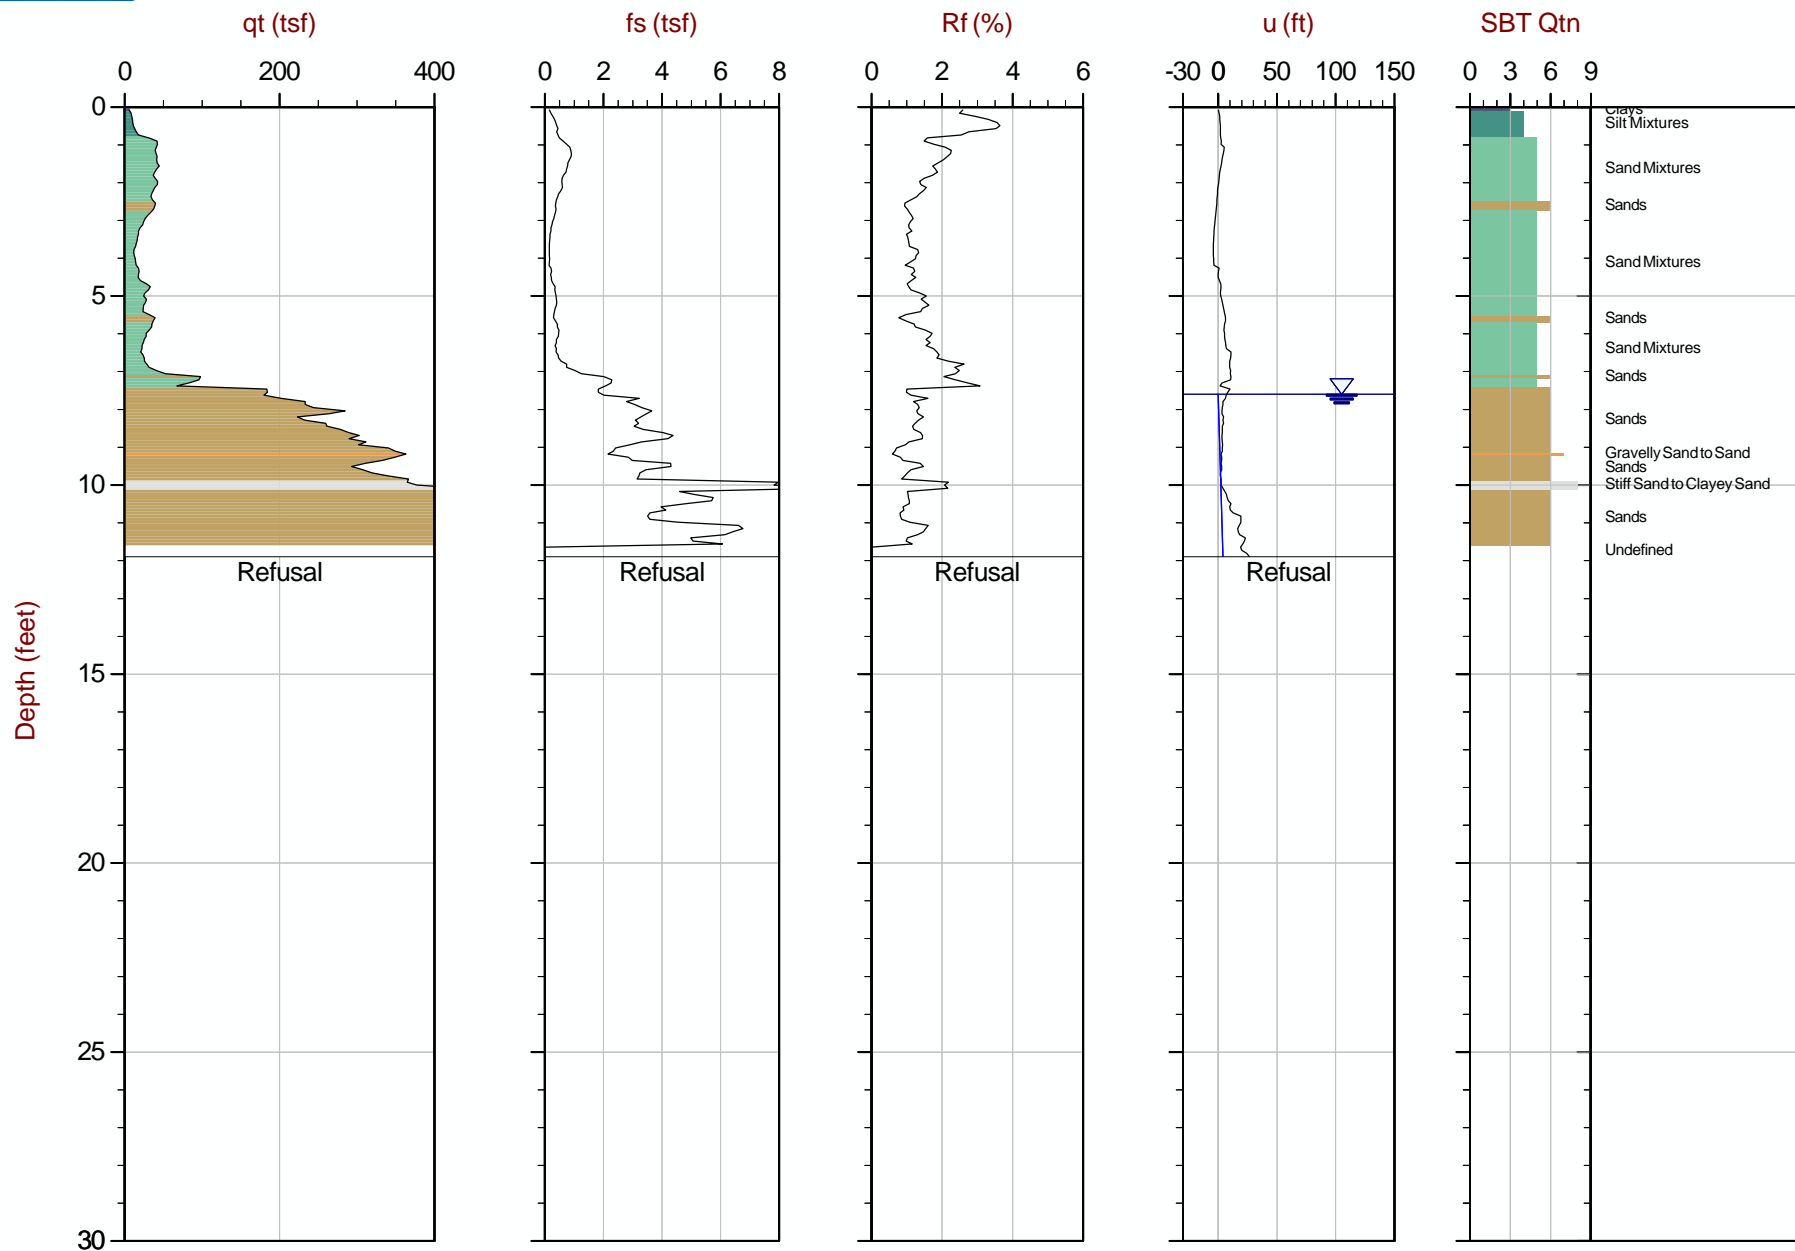 qt (tsf) fs (tsf) Rf (%) u (ft) SBT Qtn
0 200 400 0 2 4 6 8 0 2 4 6 -30 0 50 100 150 0 3 6 9
0
Clays
Silt Mixtures
Sand Mixtures
Sands
Sand Mixtures
5
Sands
Sand Mixtures
Sands
Sands
Gravelly Sand to Sand
Sands
10
Stiff Sand to Clayey Sand
Sands
Undefined
Refusal Refusal Refusal Refusal
Depth (feet)
15
20
25
30